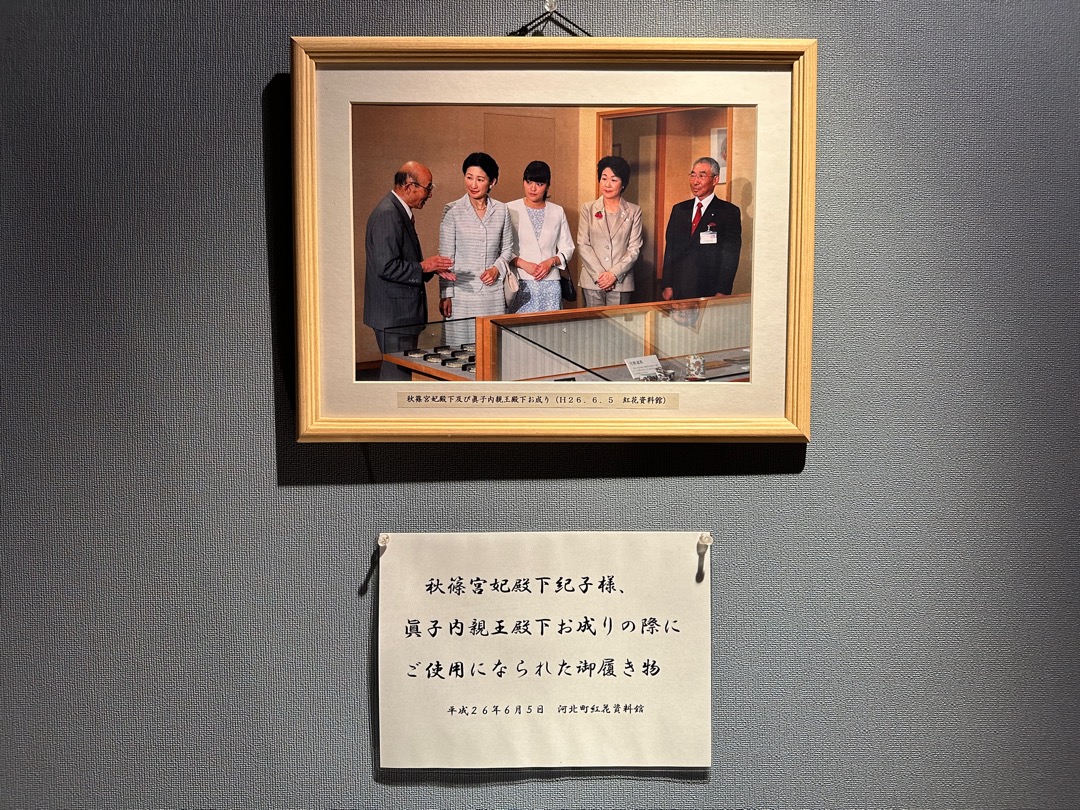 秋篠宮妃殿下及び眞子内親王殿下お成り（Ｈ２６．６．５　紅花資料館）
秋篠宮妃殿下紀子様、
眞子内親王殿下お成りの際に
ご使用になられた御履き物
平成２６年６月５日　河北町紅花資料館